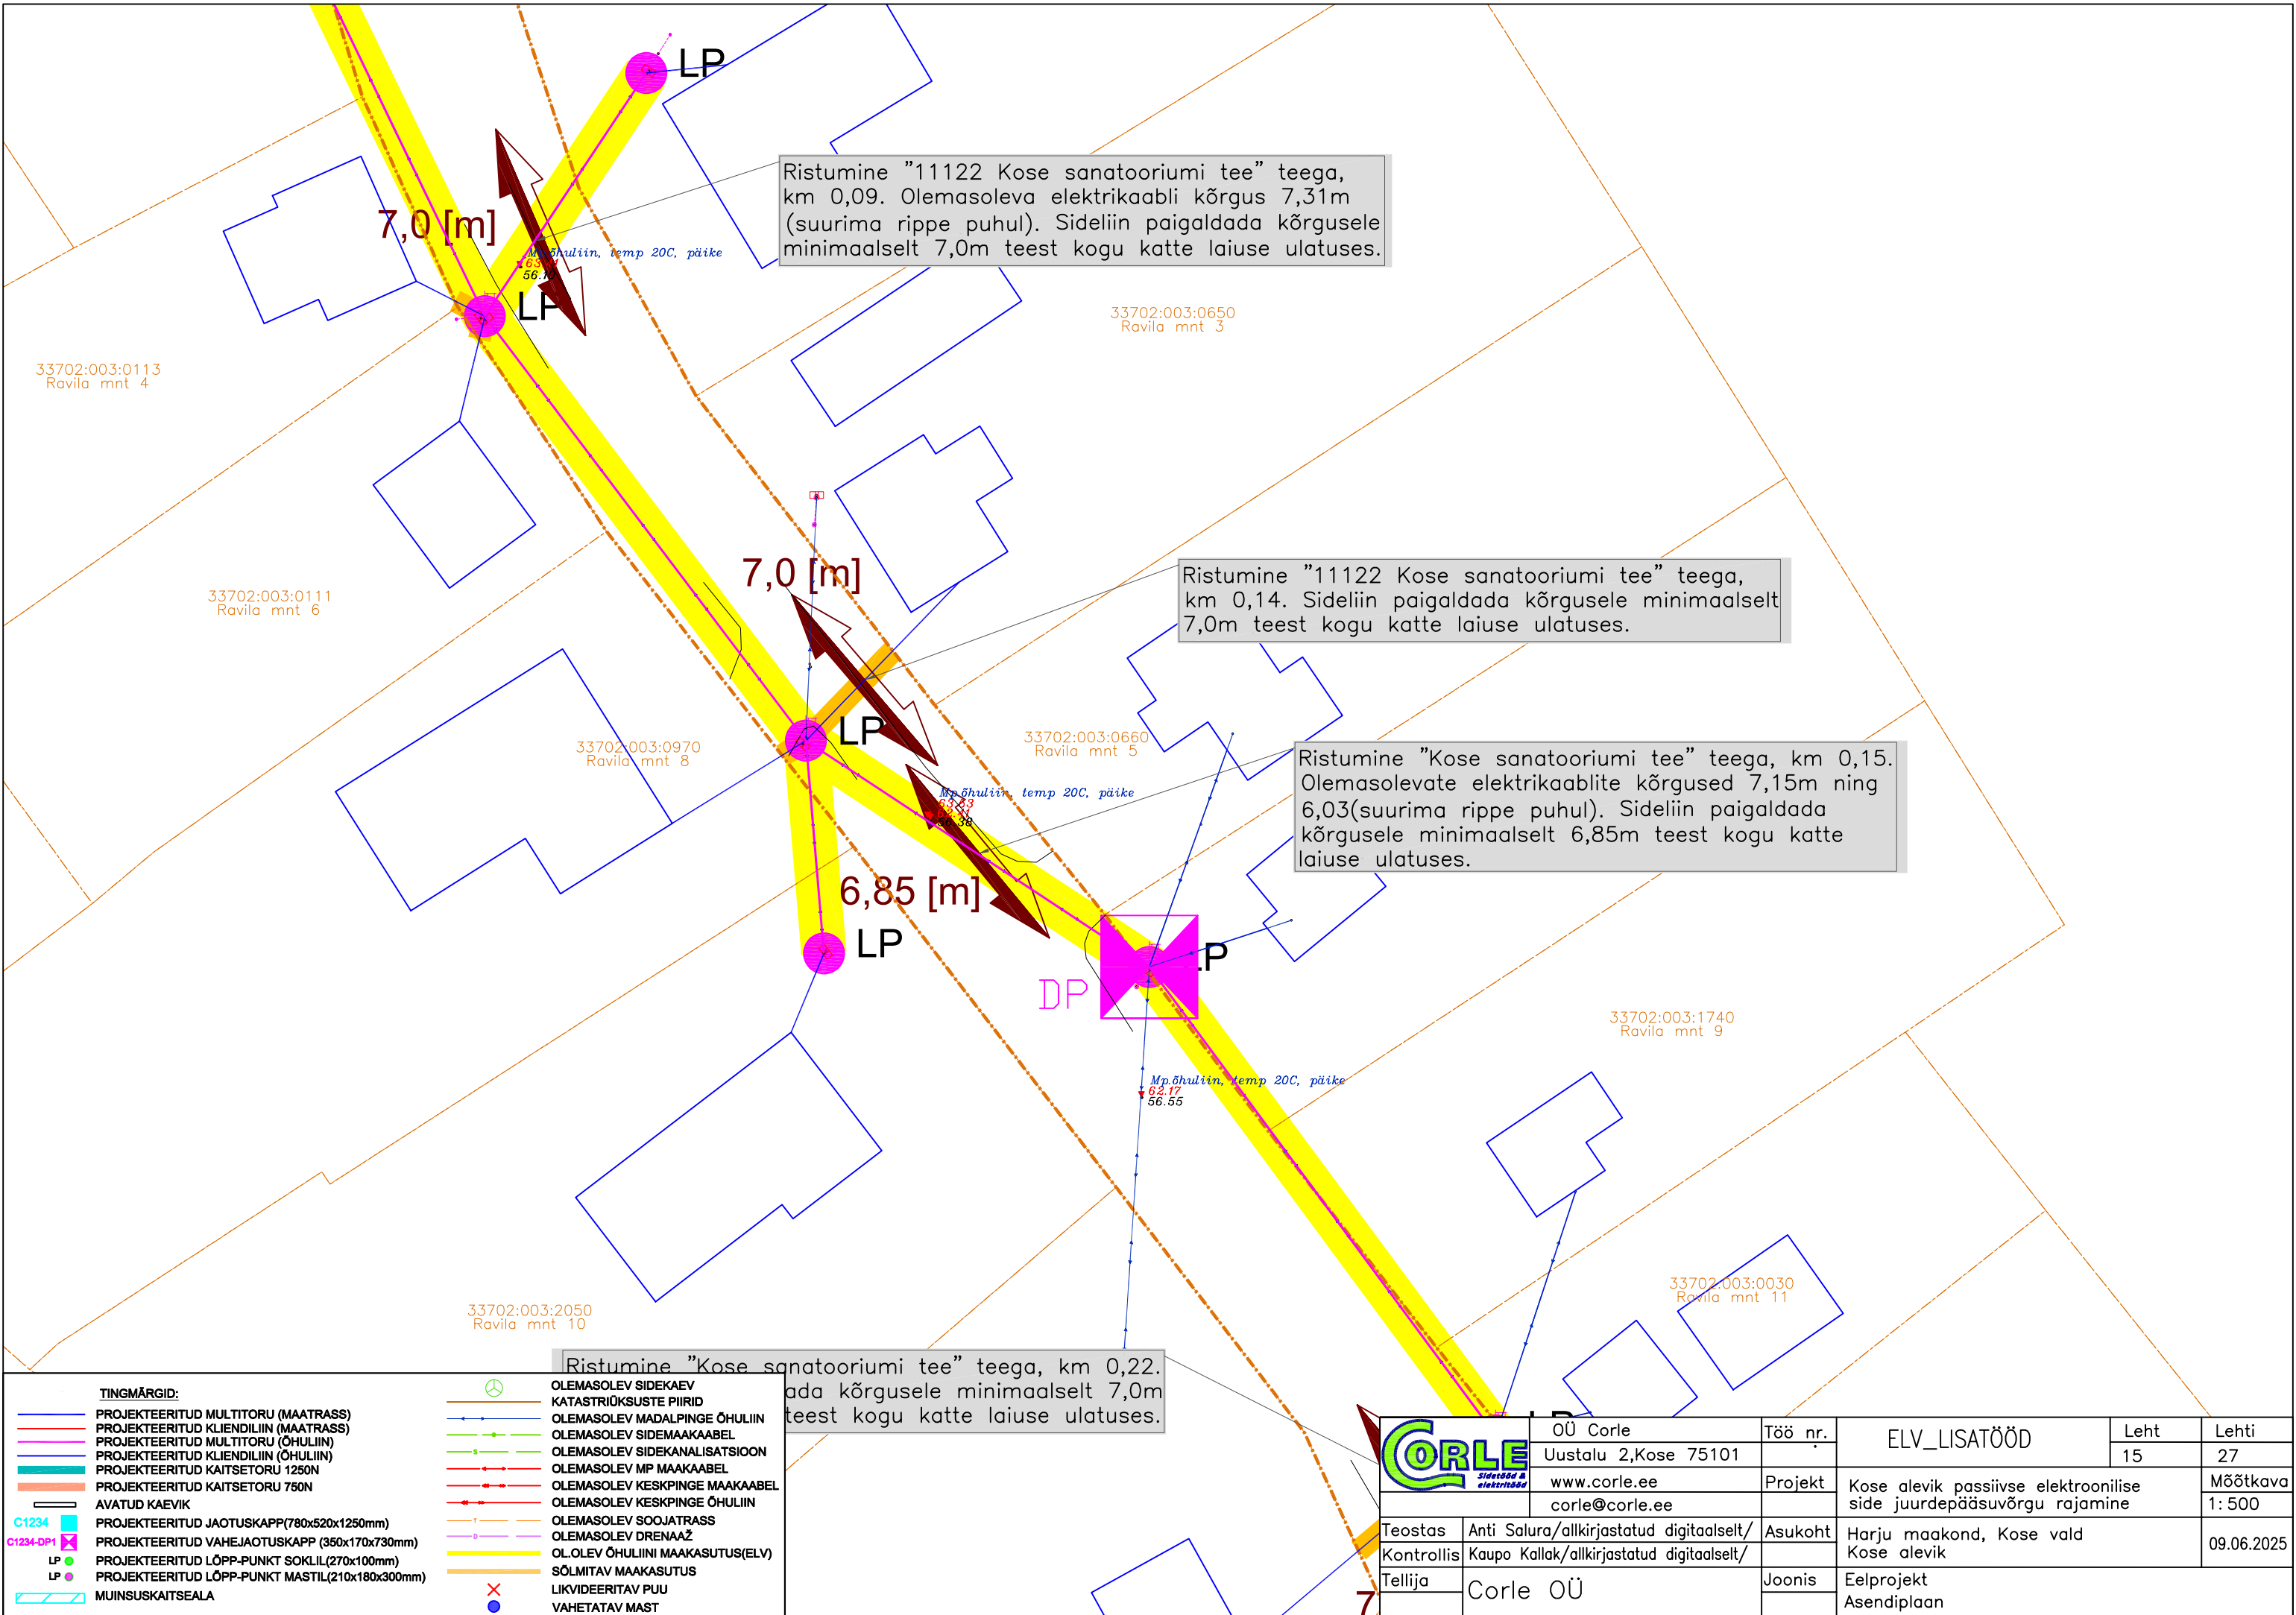 LP
Ristumine "11122 Kose sanatooriumi tee" teega,
km 0,09. Olemasoleva elektrikaabli kõrgus 7,31m
(suurima rippe puhul). Sideliin paigaldada kõrgusele
minimaalselt 7,0m teest kogu katte laiuse ulatuses.
7,0 [m]
Mp.õhuliin, temp 20C, päike
LP
33702:003:0650
Ravila mnt 3
33702:003:0113
Ravila mnt 4
7,0 [m]
Ristumine "11122 Kose sanatooriumi tee" teega,
km 0,14. Sideliin paigaldada kõrgusele minimaalselt
7,0m teest kogu katte laiuse ulatuses.
33702:003:0111
Ravila mnt 6
LP
33702:003:0970
Ravila mnt 8
33702:003:0660
Ravila mnt 5
Ristumine "Kose sanatooriumi tee" teega, km 0,15.
Olemasolevate elektrikaablite kõrgused 7,15m ning
6,03(suurima rippe puhul). Sideliin paigaldada
kõrgusele minimaalselt 6,85m teest kogu katte
laiuse ulatuses.
Mp.õhuliin, temp 20C, päike
63.53
56.38
6,85 [m]
LP
LP
DP
33702:003:1740
Ravila mnt 9
Mp.õhuliin, temp 20C, päike
62.17
56.55
33702:003:0030
Ravila mnt 11
33702:003:2050
Ravila mnt 10
Ristumine "Kose sanatooriumi tee" teega, km 0,22.
ada kõrgusele minimaalselt 7,0m
teest kogu katte laiuse ulatuses.
TINGMÄRGID:
PROJEKTEERITUD MULTITORU (MAATRASS)
PROJEKTEERITUD KLIENDILIIN (MAATRASS)
PROJEKTEERITUD MULTITORU (ÕHULIIN)
PROJEKTEERITUD KLIENDILIIN (ÕHULIIN)
PROJEKTEERITUD KAITSETORU 1250N
PROJEKTEERITUD KAITSETORU 750N
AVATUD KAEVIK
C1234 PROJEKTEERITUD JAOTUSKAPP(780x520x1250mm)
C1234-DP1 PROJEKTEERITUD VAHEJAOTUSKAPP (350x170x730mm)
LP PROJEKTEERITUD LÕPP-PUNKT SOKLIL(270x100mm)
LP PROJEKTEERITUD LÕPP-PUNKT MASTIL(210x180x300mm)
MUINSUSKAITSEALA
OLEMASOLEV SIDEKAEV
KATASTRIÜKSUSTE PIIRID
OLEMASOLEV MADALPINGE ÕHULIIN
OLEMASOLEV SIDEMAAKAABEL
OLEMASOLEV SIDEKANALISATSIOON
OLEMASOLEV MP MAAKAABEL
OLEMASOLEV KESKPINGE MAAKAABEL
OLEMASOLEV KESKPINGE ÕHULIIN
OLEMASOLEV SOOJATRASS
OLEMASOLEV DRENAAŽ
OL.OLEV ÕHULIINI MAAKASUTUS(ELV)
SÕLMITAV MAAKASUTUS
LIKVIDEERITAV PUU
VAHETATAV MAST
7
CORLE
Sidetööd &
elektritööd
OÜ Corle
Uustalu 2,Kose 75101
www.corle.ee
corle@corle.ee
Töö nr.
ELV_LISATÖÖD
Leht
15
Lehti
27
Projekt
Kose alevik passiivse elektroonilise
side juurdepääsuvõrgu rajamine
Mõõtkava
1:500
Teostas Anti Salura/allkirjastatud digitaalselt/
Kontrollis Kaupo Kallak/allkirjastatud digitaalselt/
Asukoht
Harju maakond, Kose vald
Kose alevik
09.06.2025
Tellija
Corle OÜ
Joonis
Eelprojekt
Asendiplaan